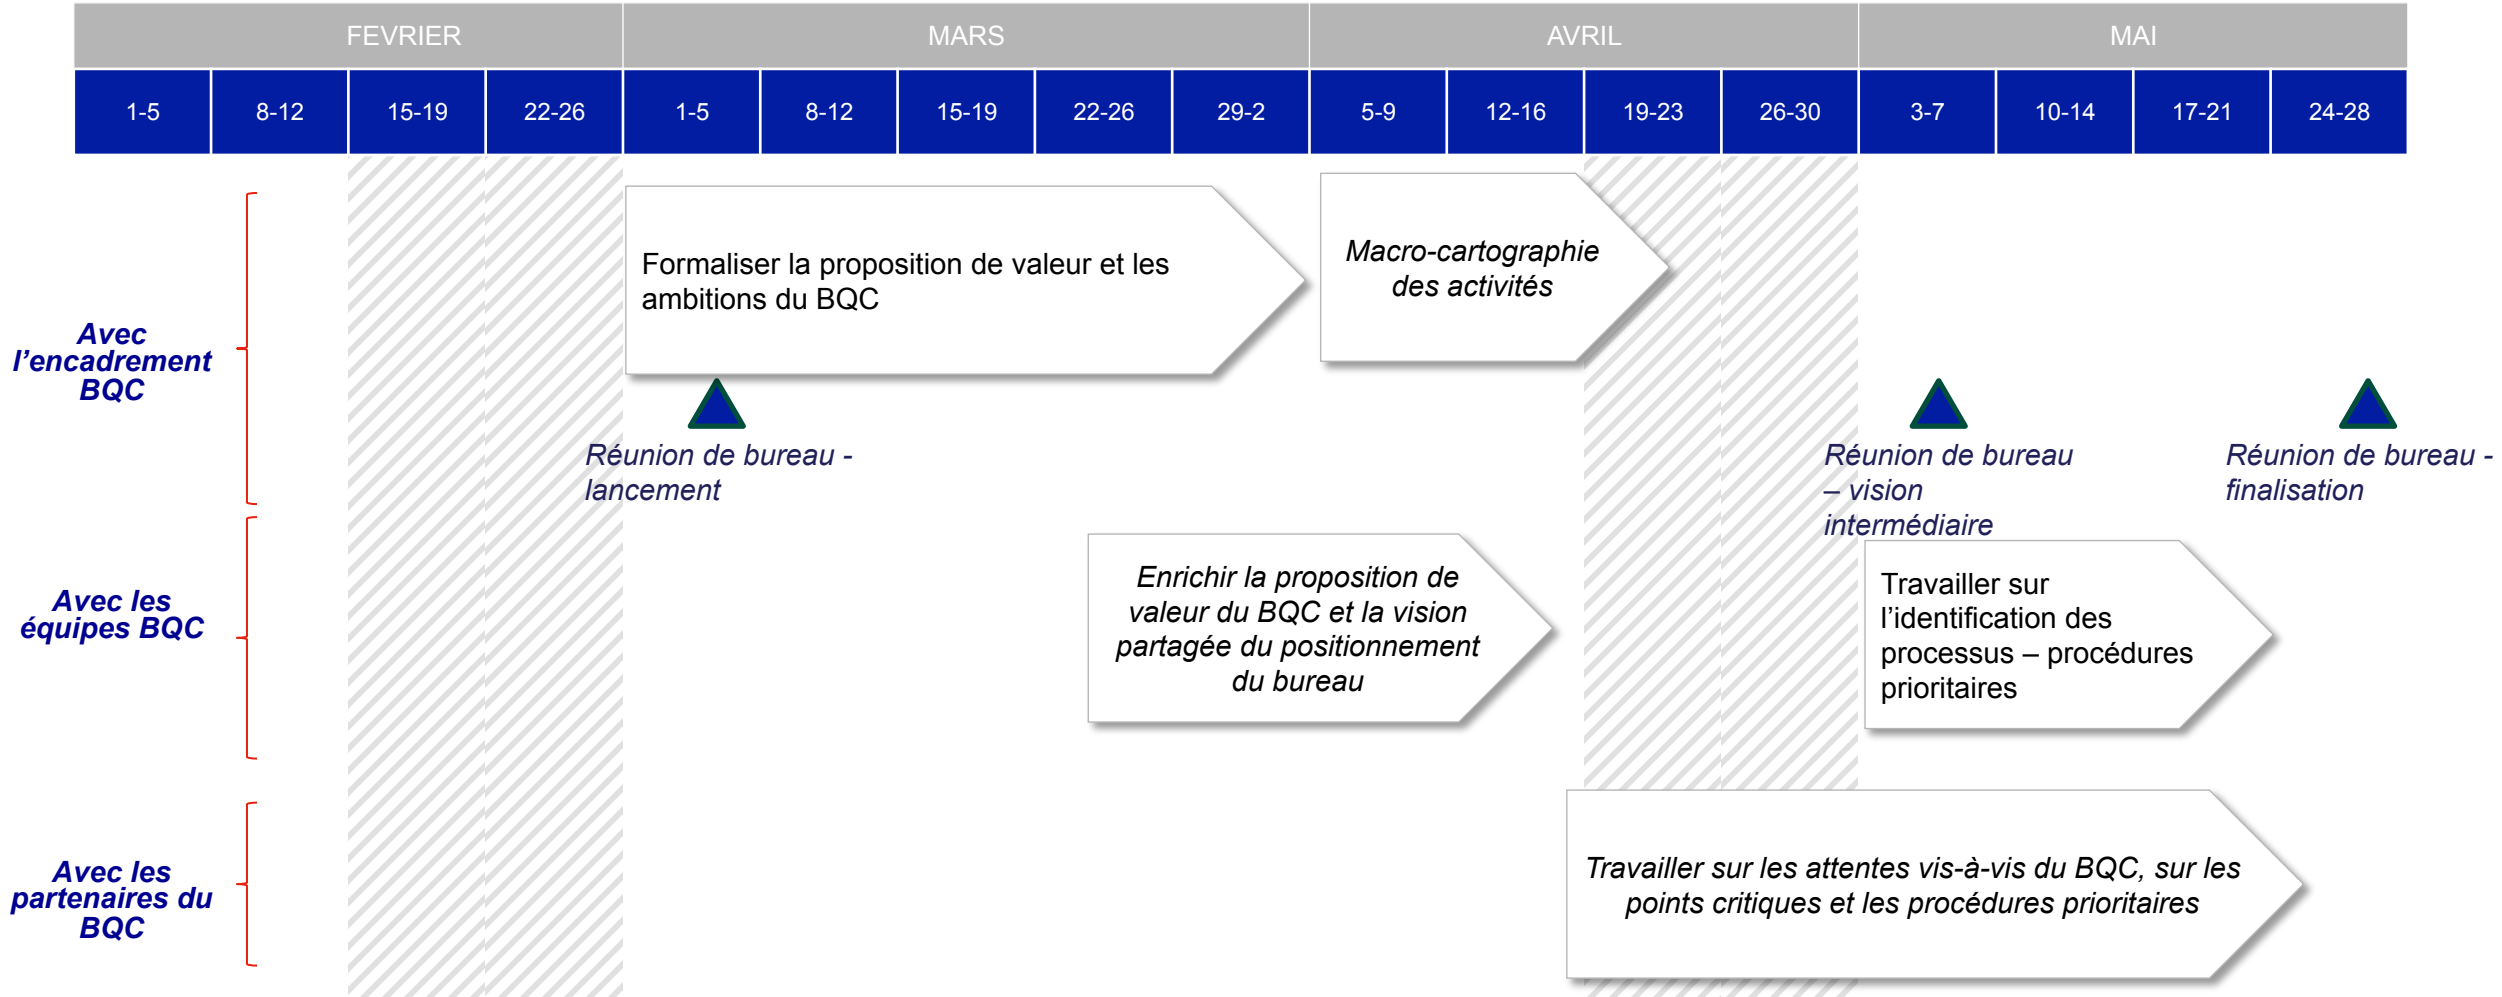 FEVRIER
MARS
AVRIL
MAI
1-5
8-12
15-19
22-26
1-5
8-12
15-19
22-26
29-2
5-9
12-16
19-23
26-30
3-7
10-14
17-21
24-28
Avec
l’encadrement
BQC
Formaliser la proposition de valeur et les
ambitions du BQC
Macro-cartographie
des activités
Réunion de bureau -
lancement
Réunion de bureau
– vision
intermédiaire
Réunion de bureau -
finalisation
Avec les
équipes BQC
Enrichir la proposition de
valeur du BQC et la vision
partagée du positionnement
du bureau
Travailler sur
l’identification des
processus – procédures
prioritaires
Avec les
partenaires du
BQC
Travailler sur les attentes vis-à-vis du BQC, sur les
points critiques et les procédures prioritaires